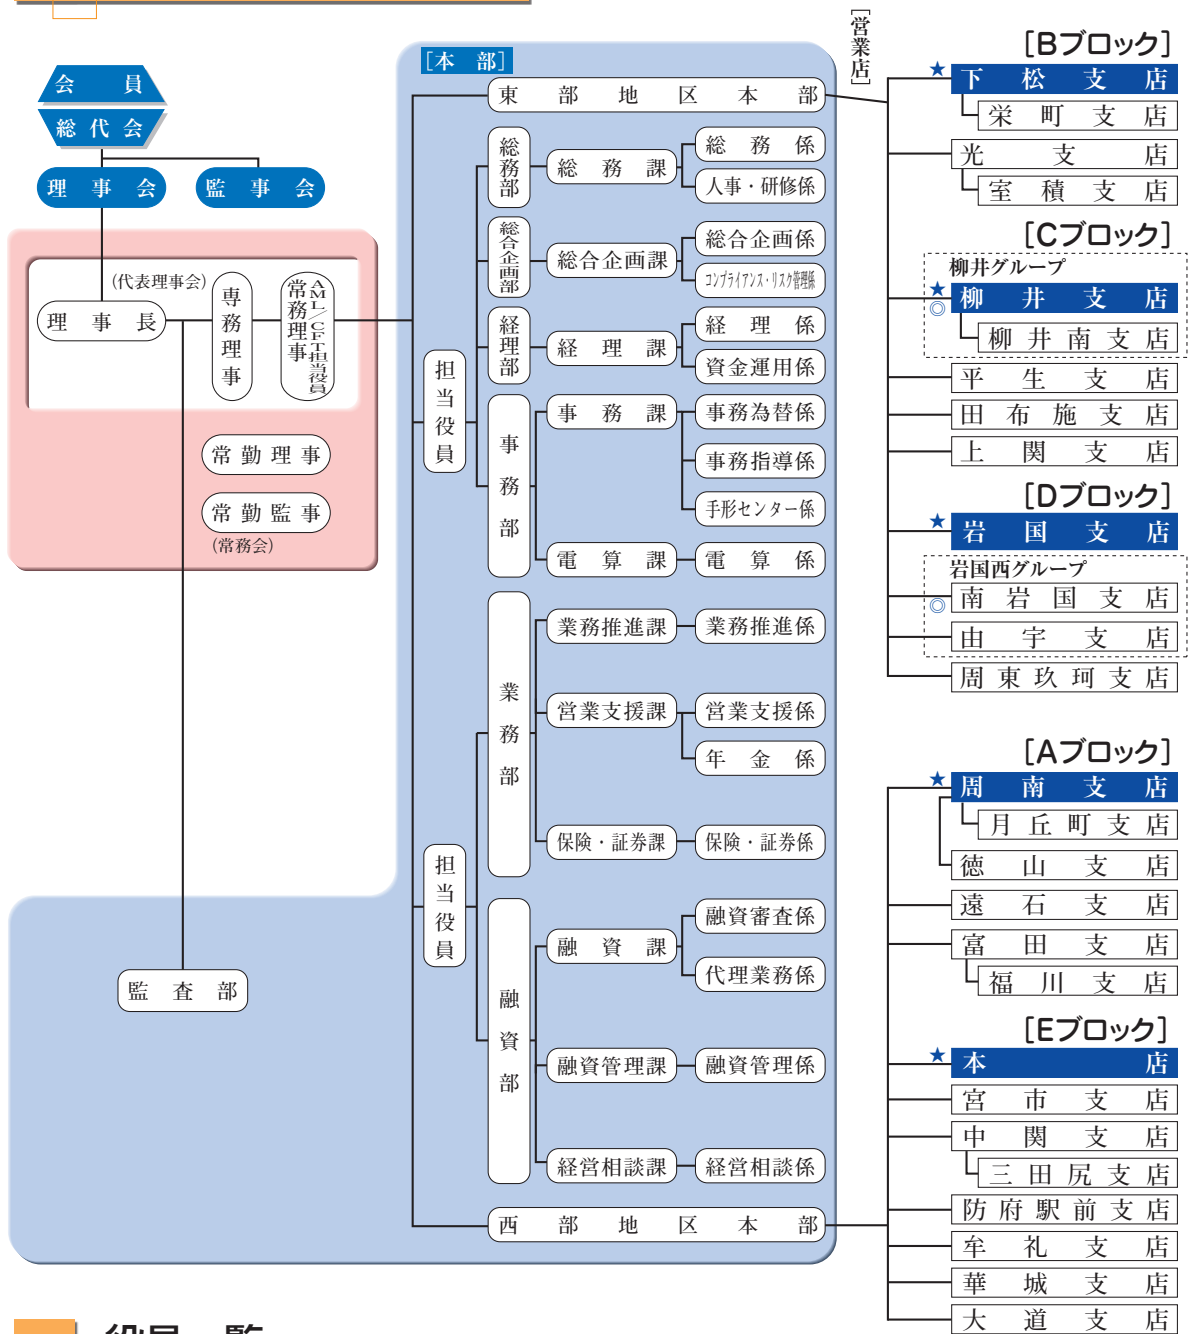 会員
総代会
理事会
監事会
(代表理事会)
理事長
専務理事
常務理事
AML/CFT担当役員
常勤理事
常勤監事
(常務会)
監査部
[本部]
東部地区本部
担当役員
総務部
総務課
総務係
人事・研修係
総合企画部
総合企画課
総合企画係
コンプライアンス・リスク管理係
経理部
経理課
経理係
資金運用係
事務部
事務課
事務為替係
事務指導係
手形センター係
電算課
電算係
担当役員
業務部
業務推進課
業務推進係
営業支援課
営業支援係
年金係
保険・証券課
保険・証券係
融資部
融資課
融資審査係
代理業務係
融資管理課
融資管理係
経営相談課
経営相談係
西部地区本部
[営業店]
[Bブロック]
★下松支店
栄町支店
光支店
室積支店
[Cブロック]
柳井グループ
★◎柳井支店
柳井南支店
平生支店
田布施支店
上関支店
[Dブロック]
★岩国支店
岩国西グループ
◎南岩国支店
由宇支店
周東玖珂支店
[Aブロック]
★周南支店
月丘町支店
徳山支店
遠石支店
富田支店
福川支店
[Eブロック]
★本店
宮市支店
中関支店
三田尻支店
防府駅前支店
牟礼支店
華城支店
大道支店
役員一覧